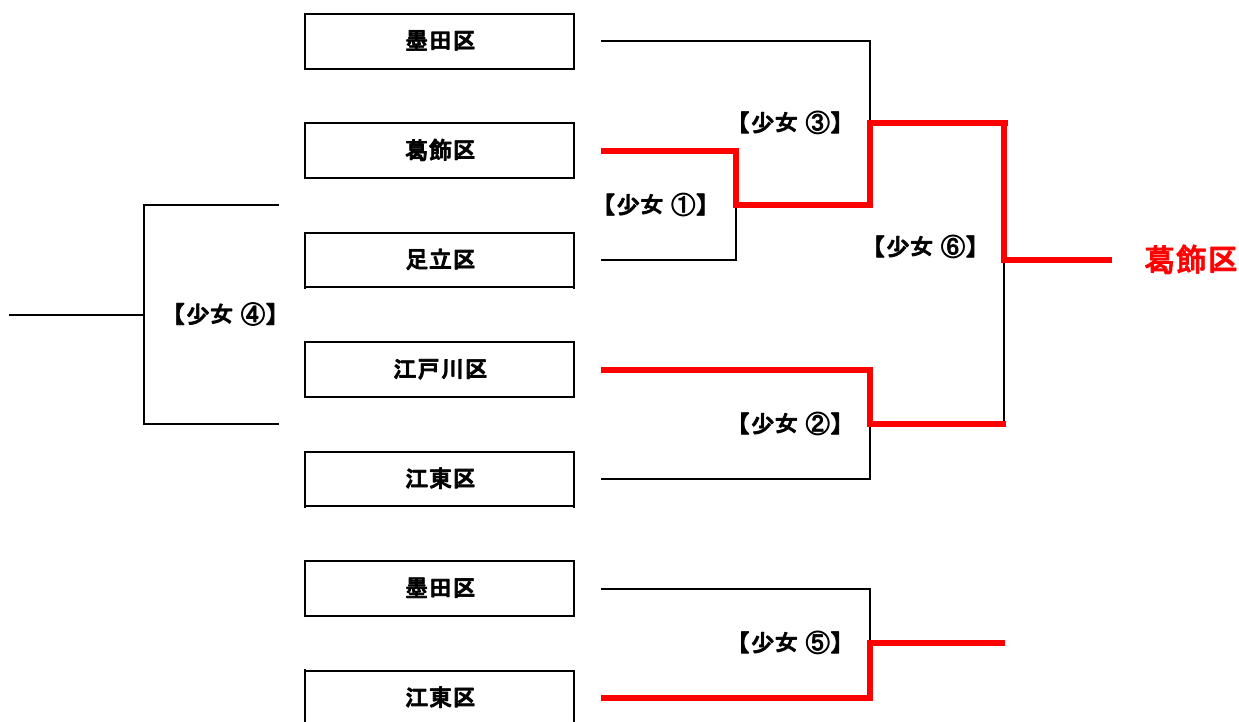 墨田区
【少女 ③】
葛飾区
【少女 ①】
足立区
【少女 ⑥】
葛飾区
【少女 ④】
江戸川区
【少女 ②】
江東区
墨田区
【少女 ⑤】
江東区